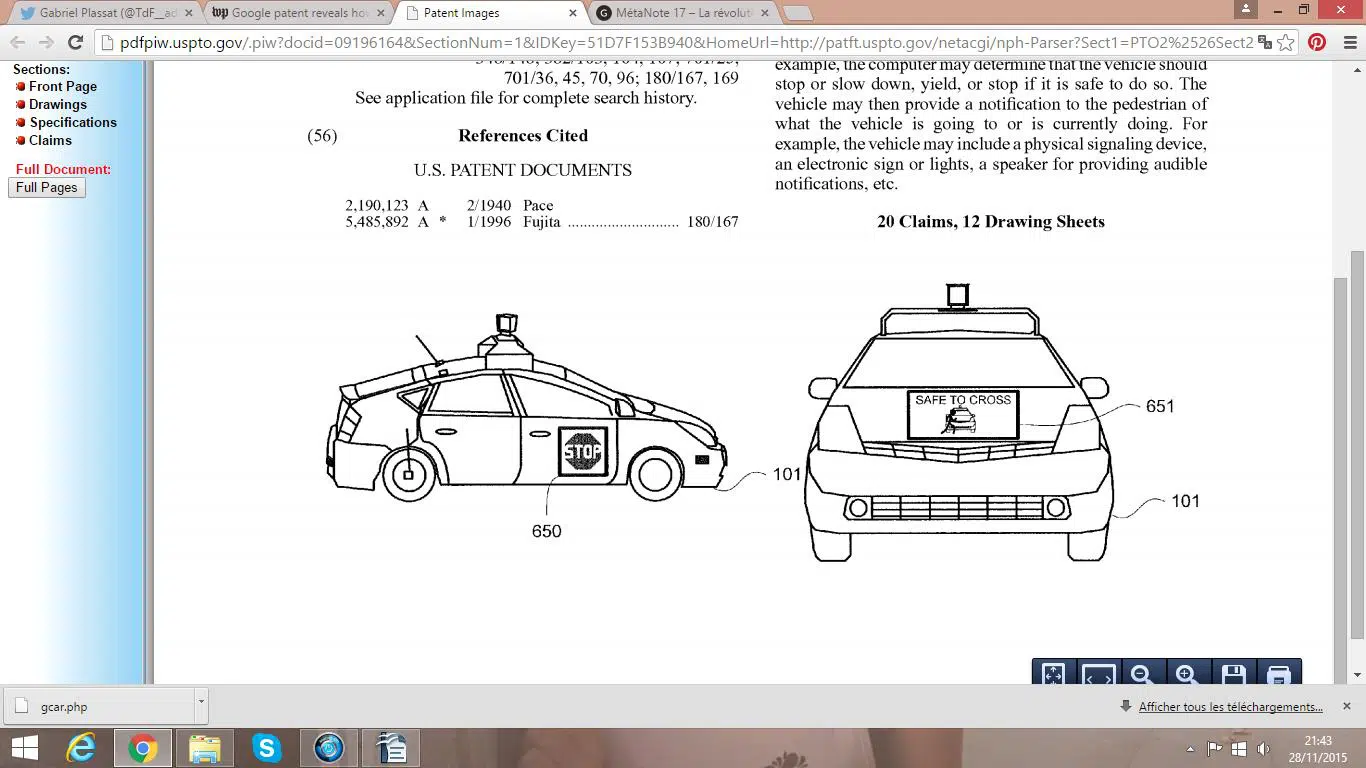 Gabriel Plassat (@TdF__ad
Google patent reveals how
Patent Images
MétaNote 17 – La révoluti
pdfpiw.uspto.gov/.piw?docid=09196164&SectionNum=1&IDKey=51D7F153B940&HomeUrl=http://patft.uspto.gov/netacgi/nph-Parser?Sect1=PTO2%2526Sect2
Sections:
Front Page
Drawings
Specifications
Claims
Full Document:
Full Pages
701/36, 45, 70, 96; 180/167, 169
See application file for complete search history.
(56) References Cited
U.S. PATENT DOCUMENTS
2,190,123 A 2/1940 Pace
5,485,892 A * 1/1996 Fujita ............................ 180/167
example, the computer may determine that the vehicle should
stop or slow down, yield, or stop if it is safe to do so. The
vehicle may then provide a notification to the pedestrian of
what the vehicle is going to or is currently doing. For
example, the vehicle may include a physical signaling device,
an electronic sign or lights, a speaker for providing audible
notifications, etc.
20 Claims, 12 Drawing Sheets
STOP
101
650
SAFE TO CROSS
651
101
gcar.php
Afficher tous les téléchargements...
21:43
28/11/2015